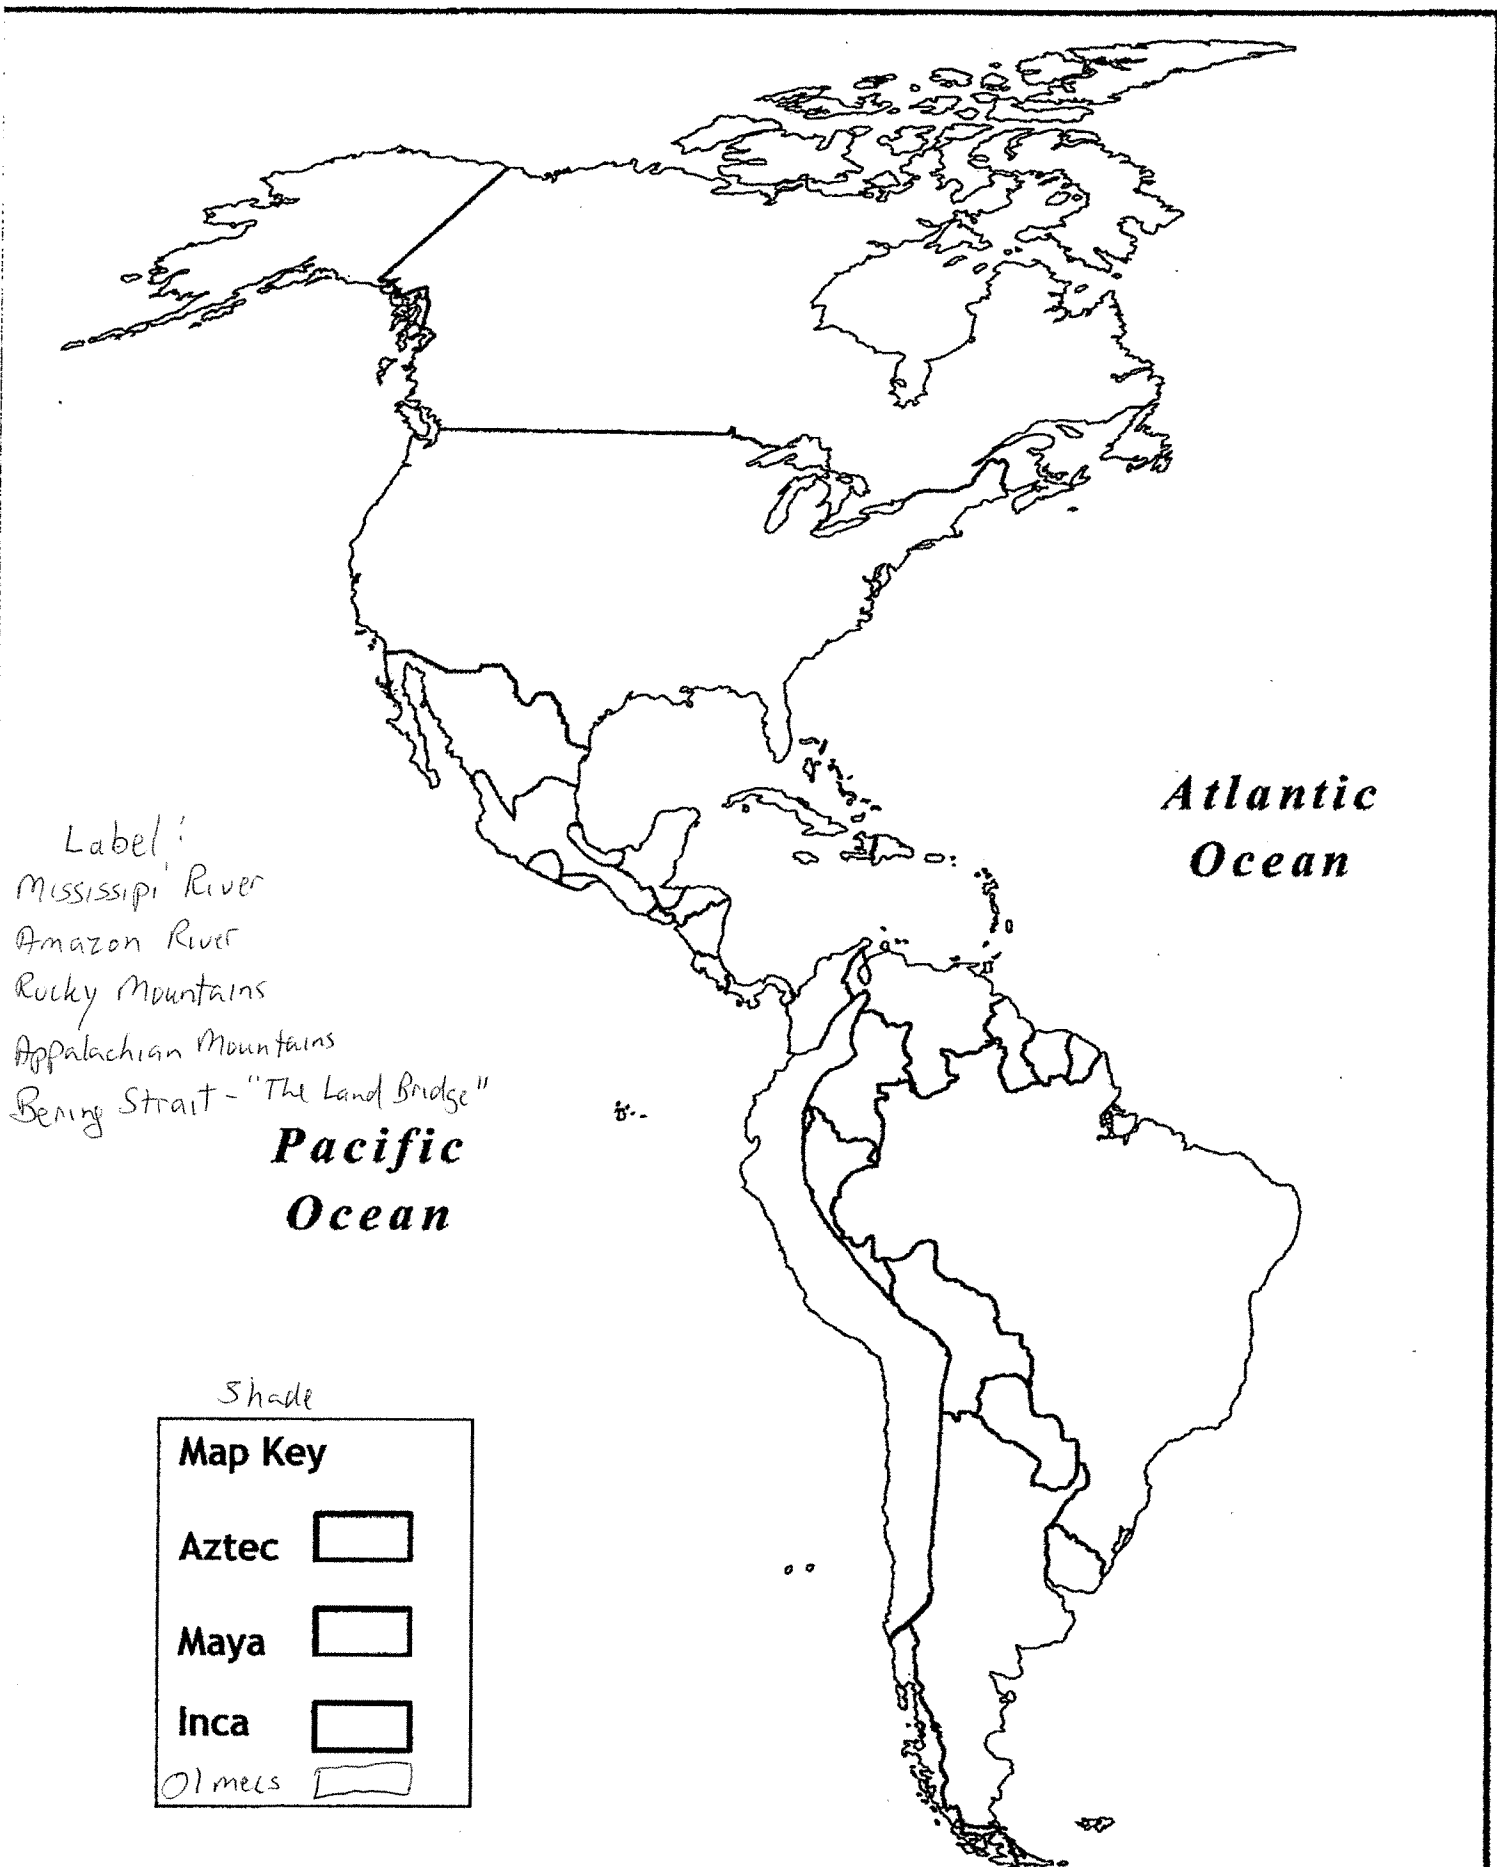 Atlantic
Ocean
Label:
Mississipi River
Amazon River
Rocky Mountains
Appalachian Mountains
Bering Strait - "The Land Bridge"
Pacific
Ocean
Shade
Map Key
Aztec
Maya
Inca
Olmecs